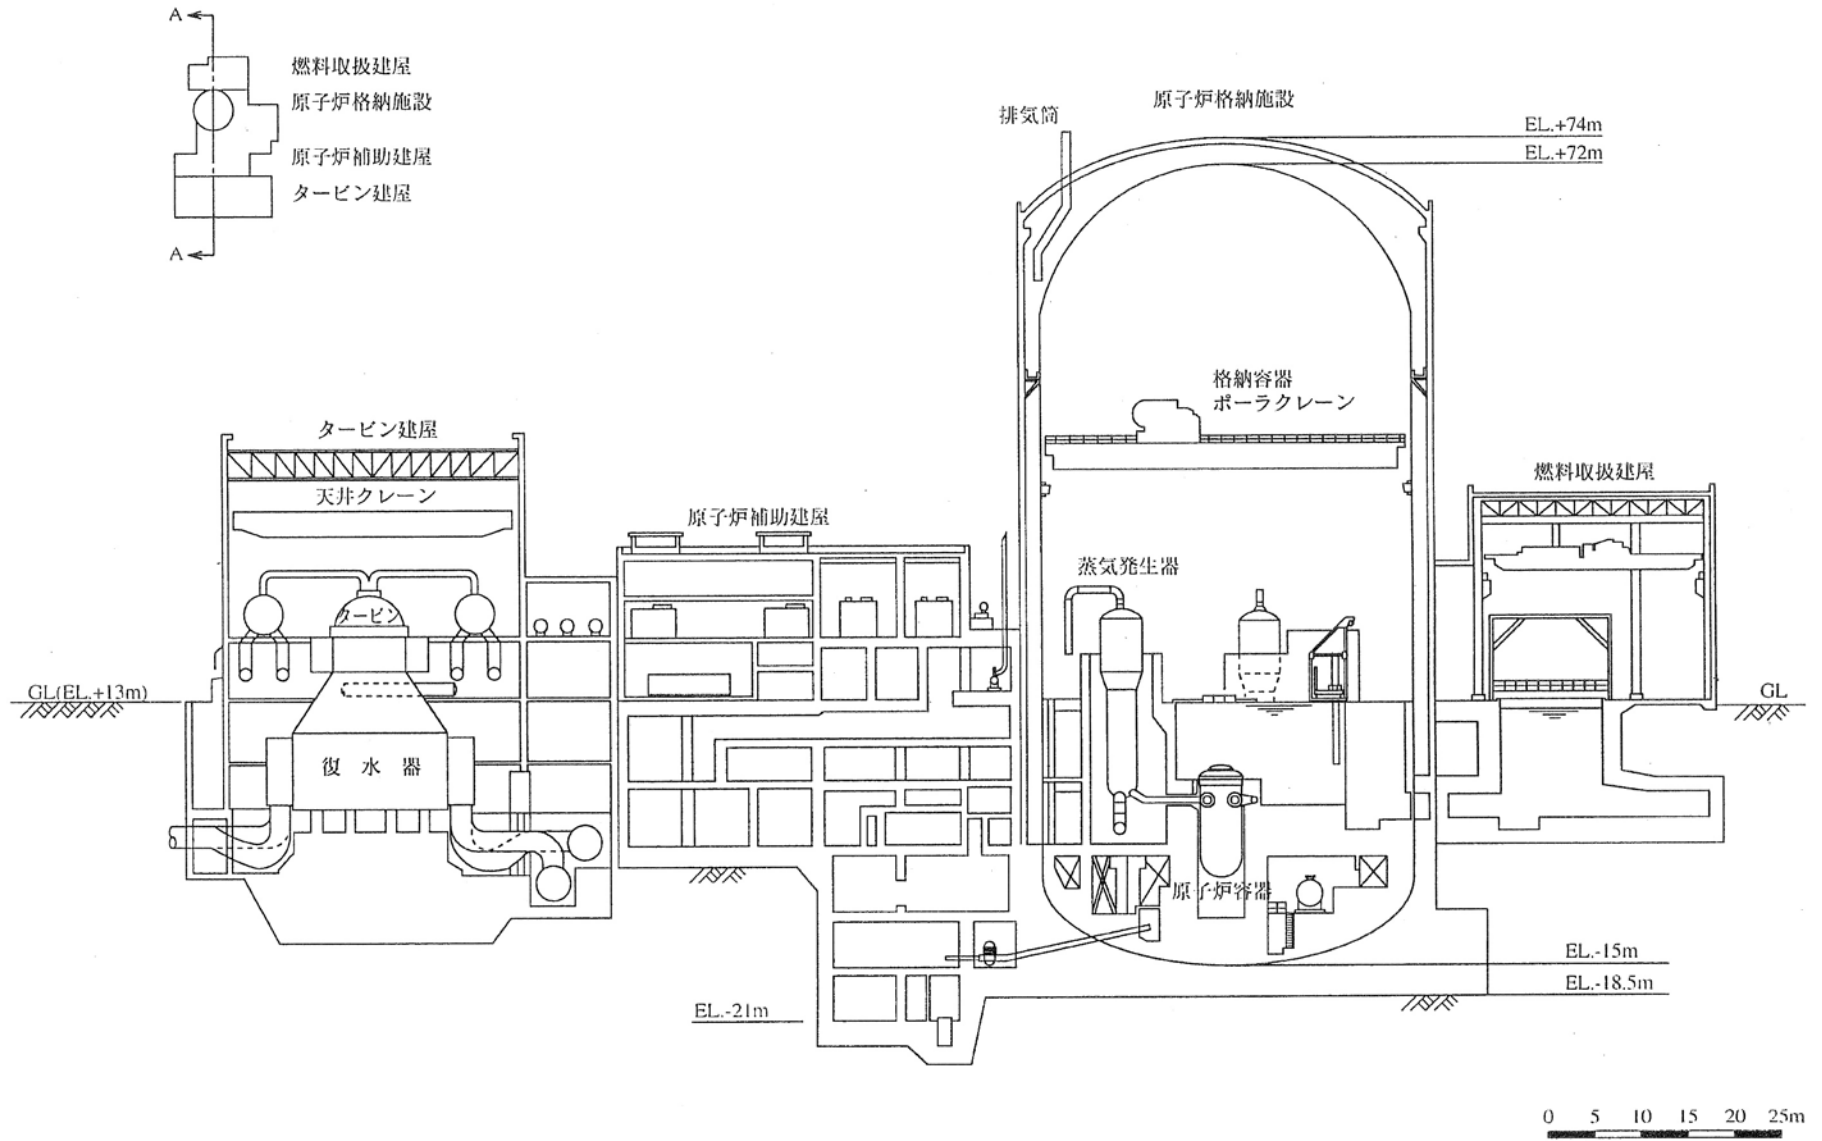 A
燃料取扱建屋
原子炉格納施設
原子炉補助建屋
タービン建屋
A
排気筒
原子炉格納施設
EL.+74m
EL.+72m
格納容器
ポーラクレーン
タービン建屋
天井クレーン
原子炉補助建屋
燃料取扱建屋
蒸気発生器
タービン
GL(EL.+13m)
GL
復水器
原子炉容器
EL.-15m
EL.-18.5m
EL.-21m
0 5 10 15 20 25m